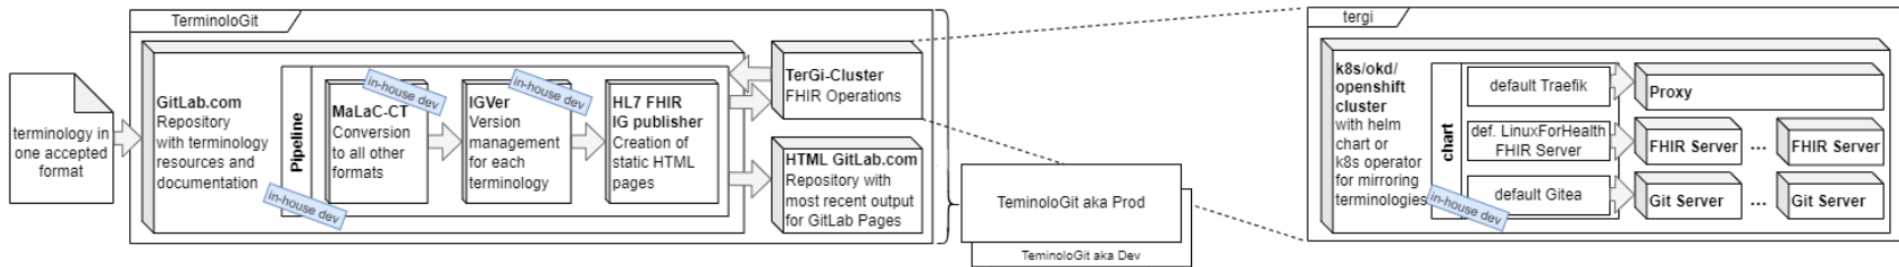 terminology in
one accepted
format
TerminoloGit
GitLab.com
Repository
with terminology
resources and
documentation
Pipeline
in-house dev
MaLaC-CT
Conversion
to all other
formats
in-house dev
IGVer
Version
management
for each
terminology
in-house dev
HL7 FHIR
IG publisher
Creation of
static HTML
pages
TerGi-Cluster
FHIR Operations
HTML GitLab.com
Repository with
most recent output
for GitLab Pages
TeminoloGit aka Prod
TeminoloGit aka Dev
tergi
k8s/okd/
openshift
cluster
with helm
chart or
k8s operator
for mirroring
terminologies
chart
in-house dev
default Traefik
def. LinuxForHealth
FHIR Server
default Gitea
Proxy
FHIR Server ... FHIR Server
Git Server ... Git Server